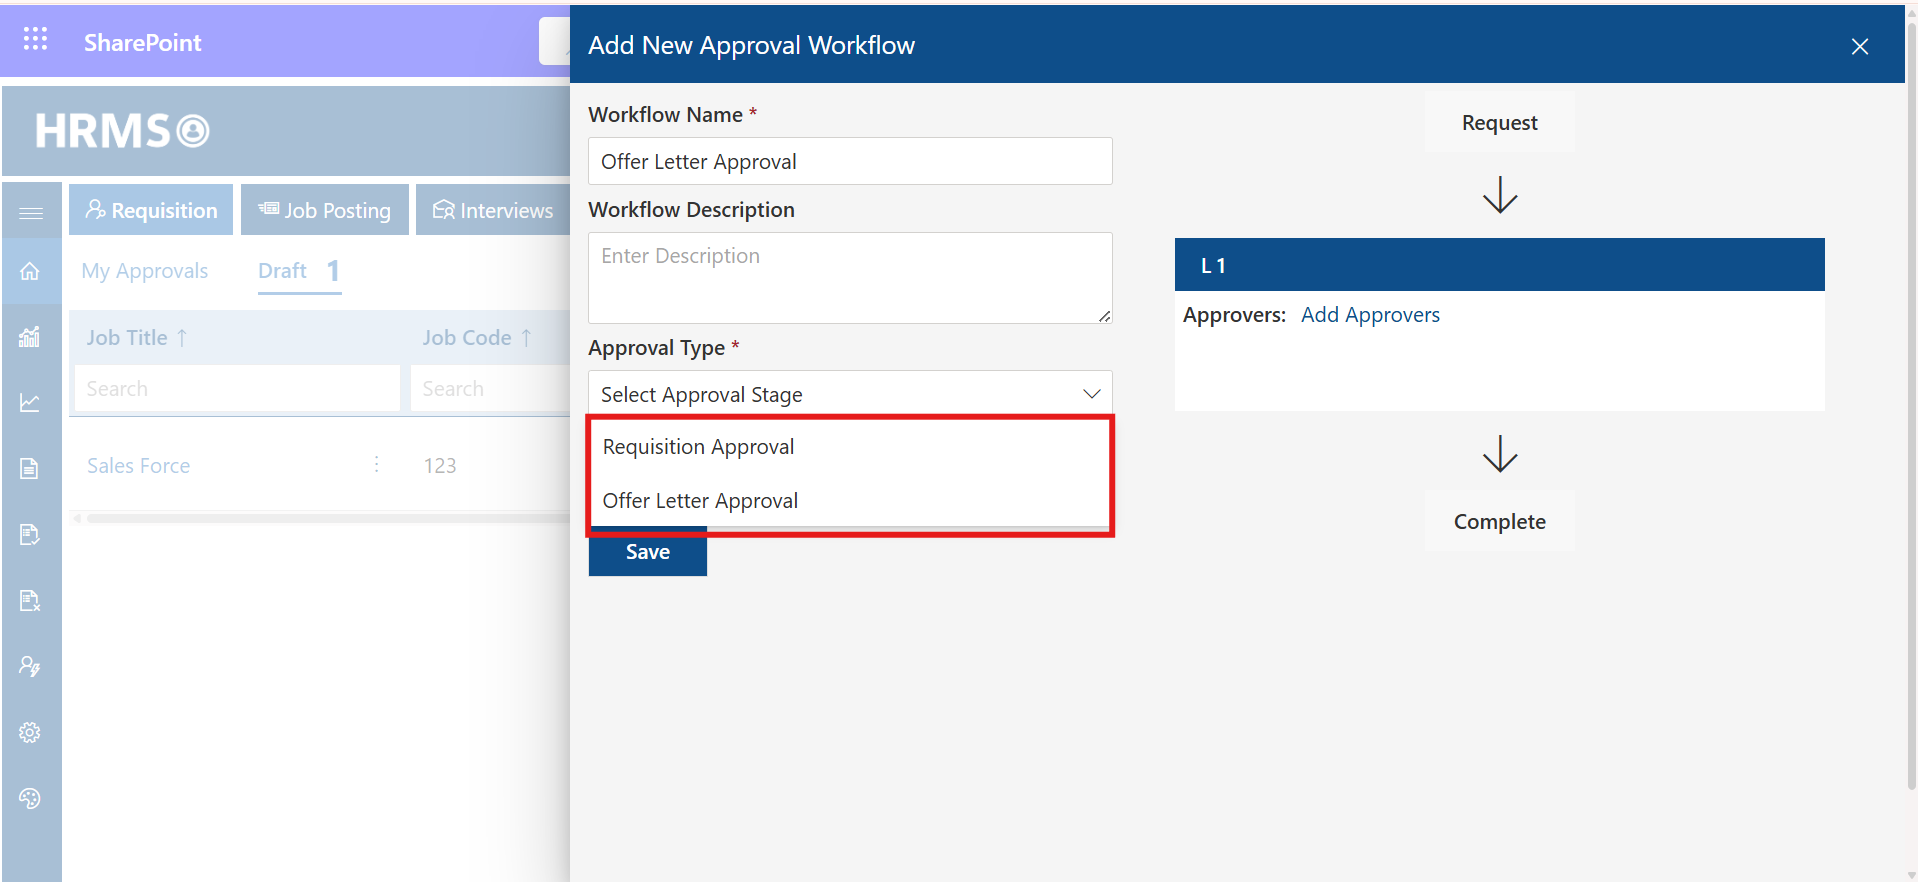 SharePoint
HRMS
Requisition
Job Posting
Interviews
My Approvals
Draft 1
Job Title ↑
Job Code ↑
Search
Search
Sales Force
123
Add New Approval Workflow
Workflow Name *
Offer Letter Approval
Workflow Description
Enter Description
Approval Type *
Select Approval Stage
Requisition Approval
Offer Letter Approval
Save
Request
L 1
Approvers: Add Approvers
Complete